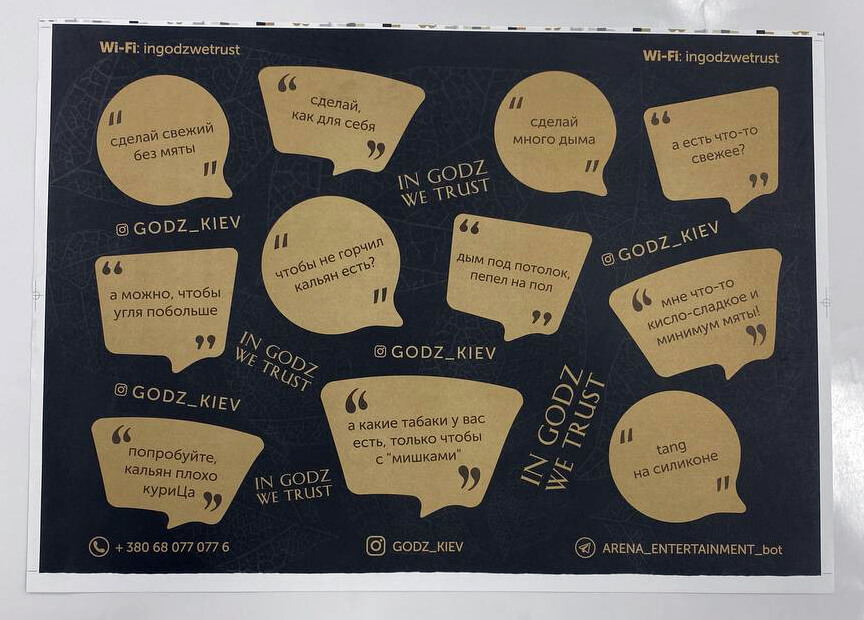 Wi-Fi: ingodzwetrust
Wi-Fi: ingodzwetrust
"
сделай свежий
без мяты
"
“
сделай,
как для себя
”
"
сделай
много дыма
"
“
а есть что-то
свежее?
”
IN GODZ
WE TRUST
GODZ_KIEV
“
а можно, чтобы
угля побольше
”
"
чтобы не горчил
кальян есть?
"
“
дым под потолок,
пепел на пол
”
GODZ_KIEV
“
мне что-то
кисло-сладкое и
минимум мяты!
”
IN GODZ
WE TRUST
GODZ_KIEV
GODZ_KIEV
“
попробуйте,
кальян плохо
куриЦа
”
IN GODZ
WE TRUST
“
а какие табаки у вас
есть, только чтобы
с "мишками"
”
IN GODZ
WE TRUST
"
tang
на силиконе
"
+ 380 68 077 077 6
GODZ_KIEV
ARENA_ENTERTAINMENT_bot